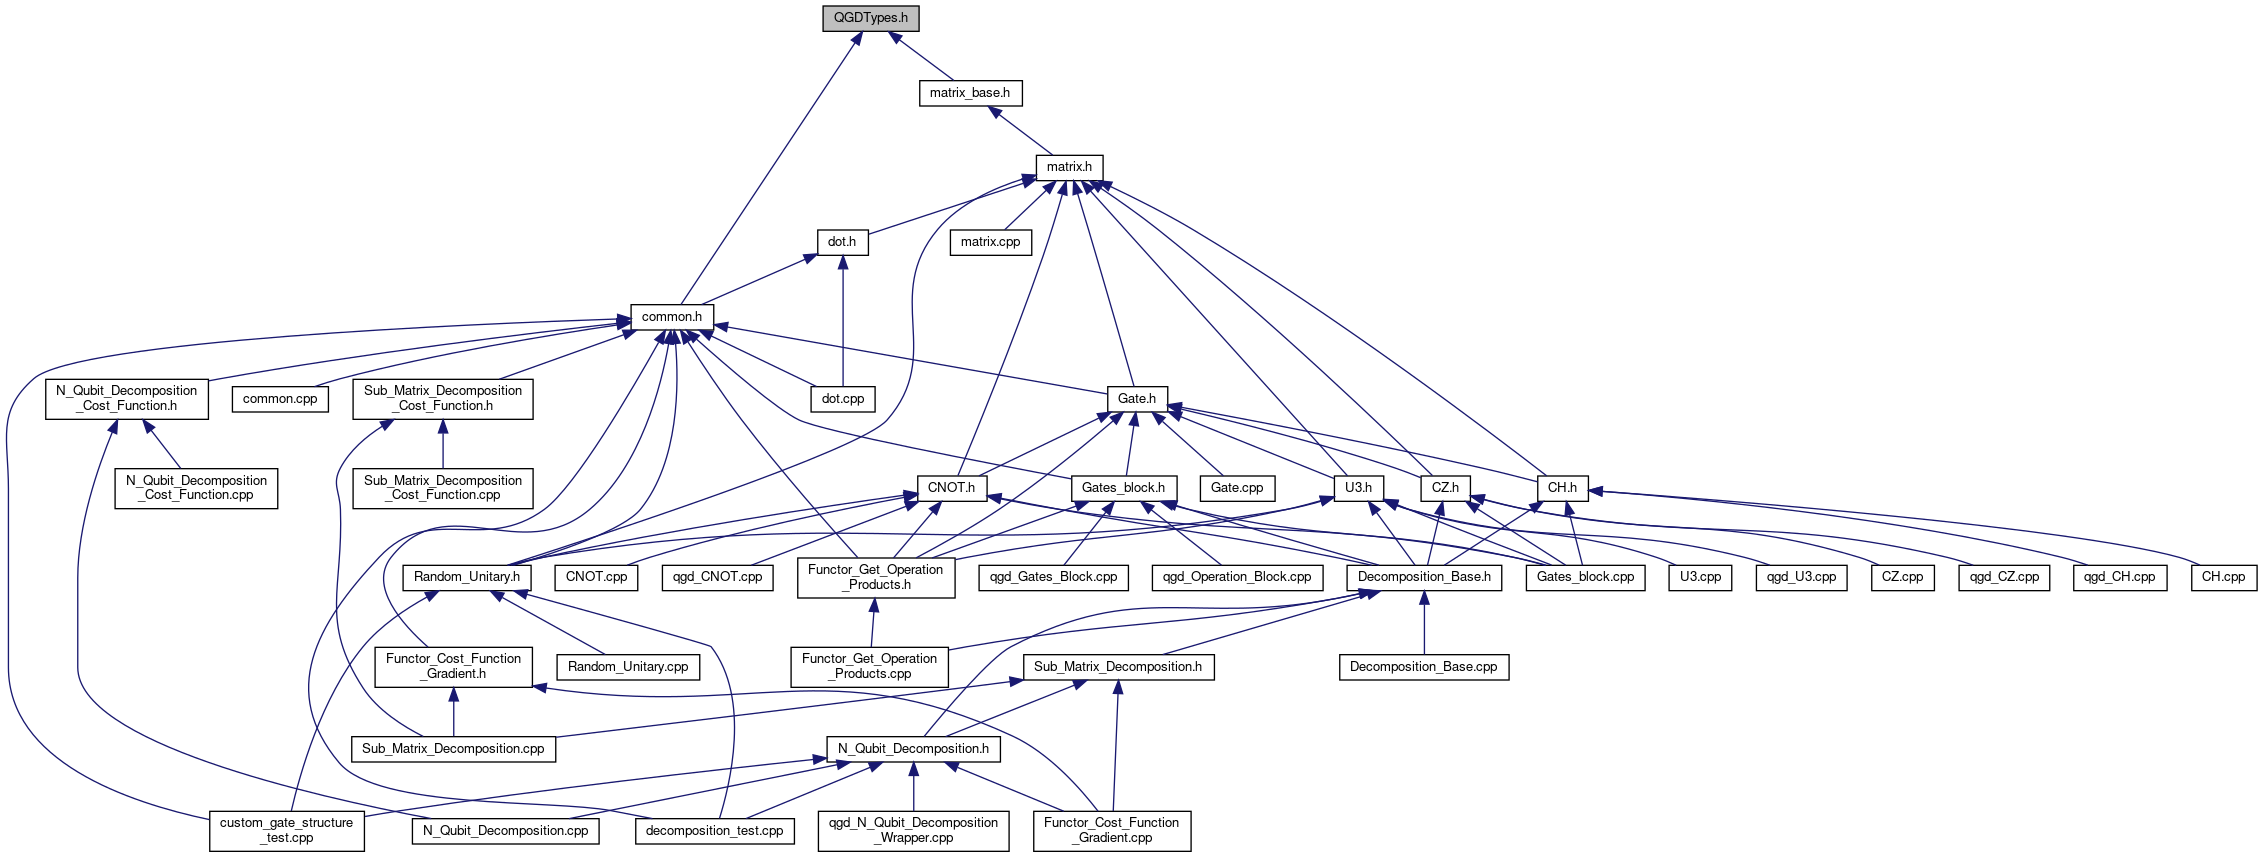 QGDTypes.h
matrix_base.h
matrix.h
dot.h
matrix.cpp
common.h
N_Qubit_Decomposition
_Cost_Function.h
common.cpp
Sub_Matrix_Decomposition
_Cost_Function.h
dot.cpp
Gate.h
N_Qubit_Decomposition
_Cost_Function.cpp
Sub_Matrix_Decomposition
_Cost_Function.cpp
CNOT.h
Gates_block.h
Gate.cpp
U3.h
CZ.h
CH.h
Random_Unitary.h
CNOT.cpp
qgd_CNOT.cpp
Functor_Get_Operation
_Products.h
qgd_Gates_Block.cpp
qgd_Operation_Block.cpp
Decomposition_Base.h
Gates_block.cpp
U3.cpp
qgd_U3.cpp
CZ.cpp
qgd_CZ.cpp
qgd_CH.cpp
CH.cpp
Functor_Cost_Function
_Gradient.h
Random_Unitary.cpp
Functor_Get_Operation
_Products.cpp
Sub_Matrix_Decomposition.h
Decomposition_Base.cpp
Sub_Matrix_Decomposition.cpp
N_Qubit_Decomposition.h
custom_gate_structure
_test.cpp
N_Qubit_Decomposition.cpp
decomposition_test.cpp
qgd_N_Qubit_Decomposition
_Wrapper.cpp
Functor_Cost_Function
_Gradient.cpp